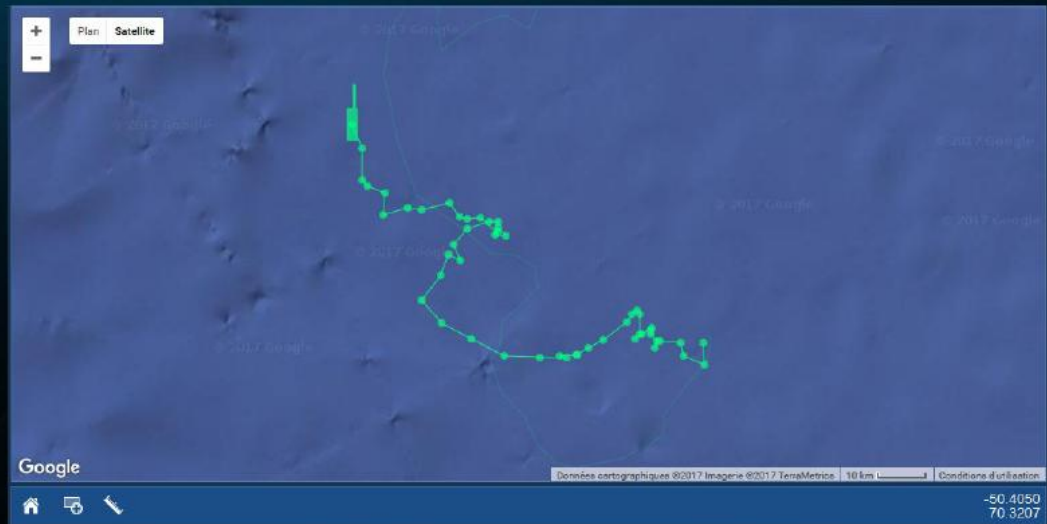 +
Plan Satellite
−
© 2017 Google
© 2017 Google
© 2017 Google
© 2017 Google
© 2017 Google
© 2017 Google
© 2017 Google
Google
Données cartographiques ©2017 Imagerie ©2017 TerraMetrics 10 km Conditions d'utilisation
-50.4050
70.3207